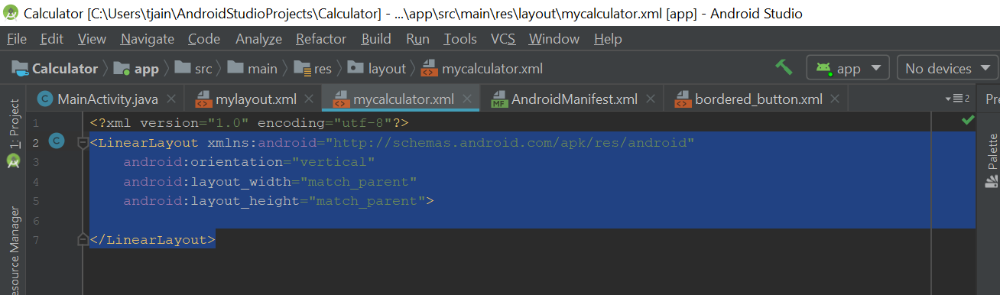 Calculator [C:\Users\tjain\AndroidStudioProjects\Calculator] - ...\app\src\main\res\layout\mycalculator.xml [app] - Android Studio
File Edit View Navigate Code Analyze Refactor Build Run Tools VCS Window Help
Calculator app src main res layout mycalculator.xml app No devices
MainActivity.java mylayout.xml mycalculator.xml AndroidManifest.xml bordered_button.xml 2
1: Project
esource Manager
1 <?xml version="1.0" encoding="utf-8"?>
2 <LinearLayout xmlns:android="http://schemas.android.com/apk/res/android"
3 android:orientation="vertical"
4 android:layout_width="match_parent"
5 android:layout_height="match_parent">
6
7 </LinearLayout>
Pre
Palette